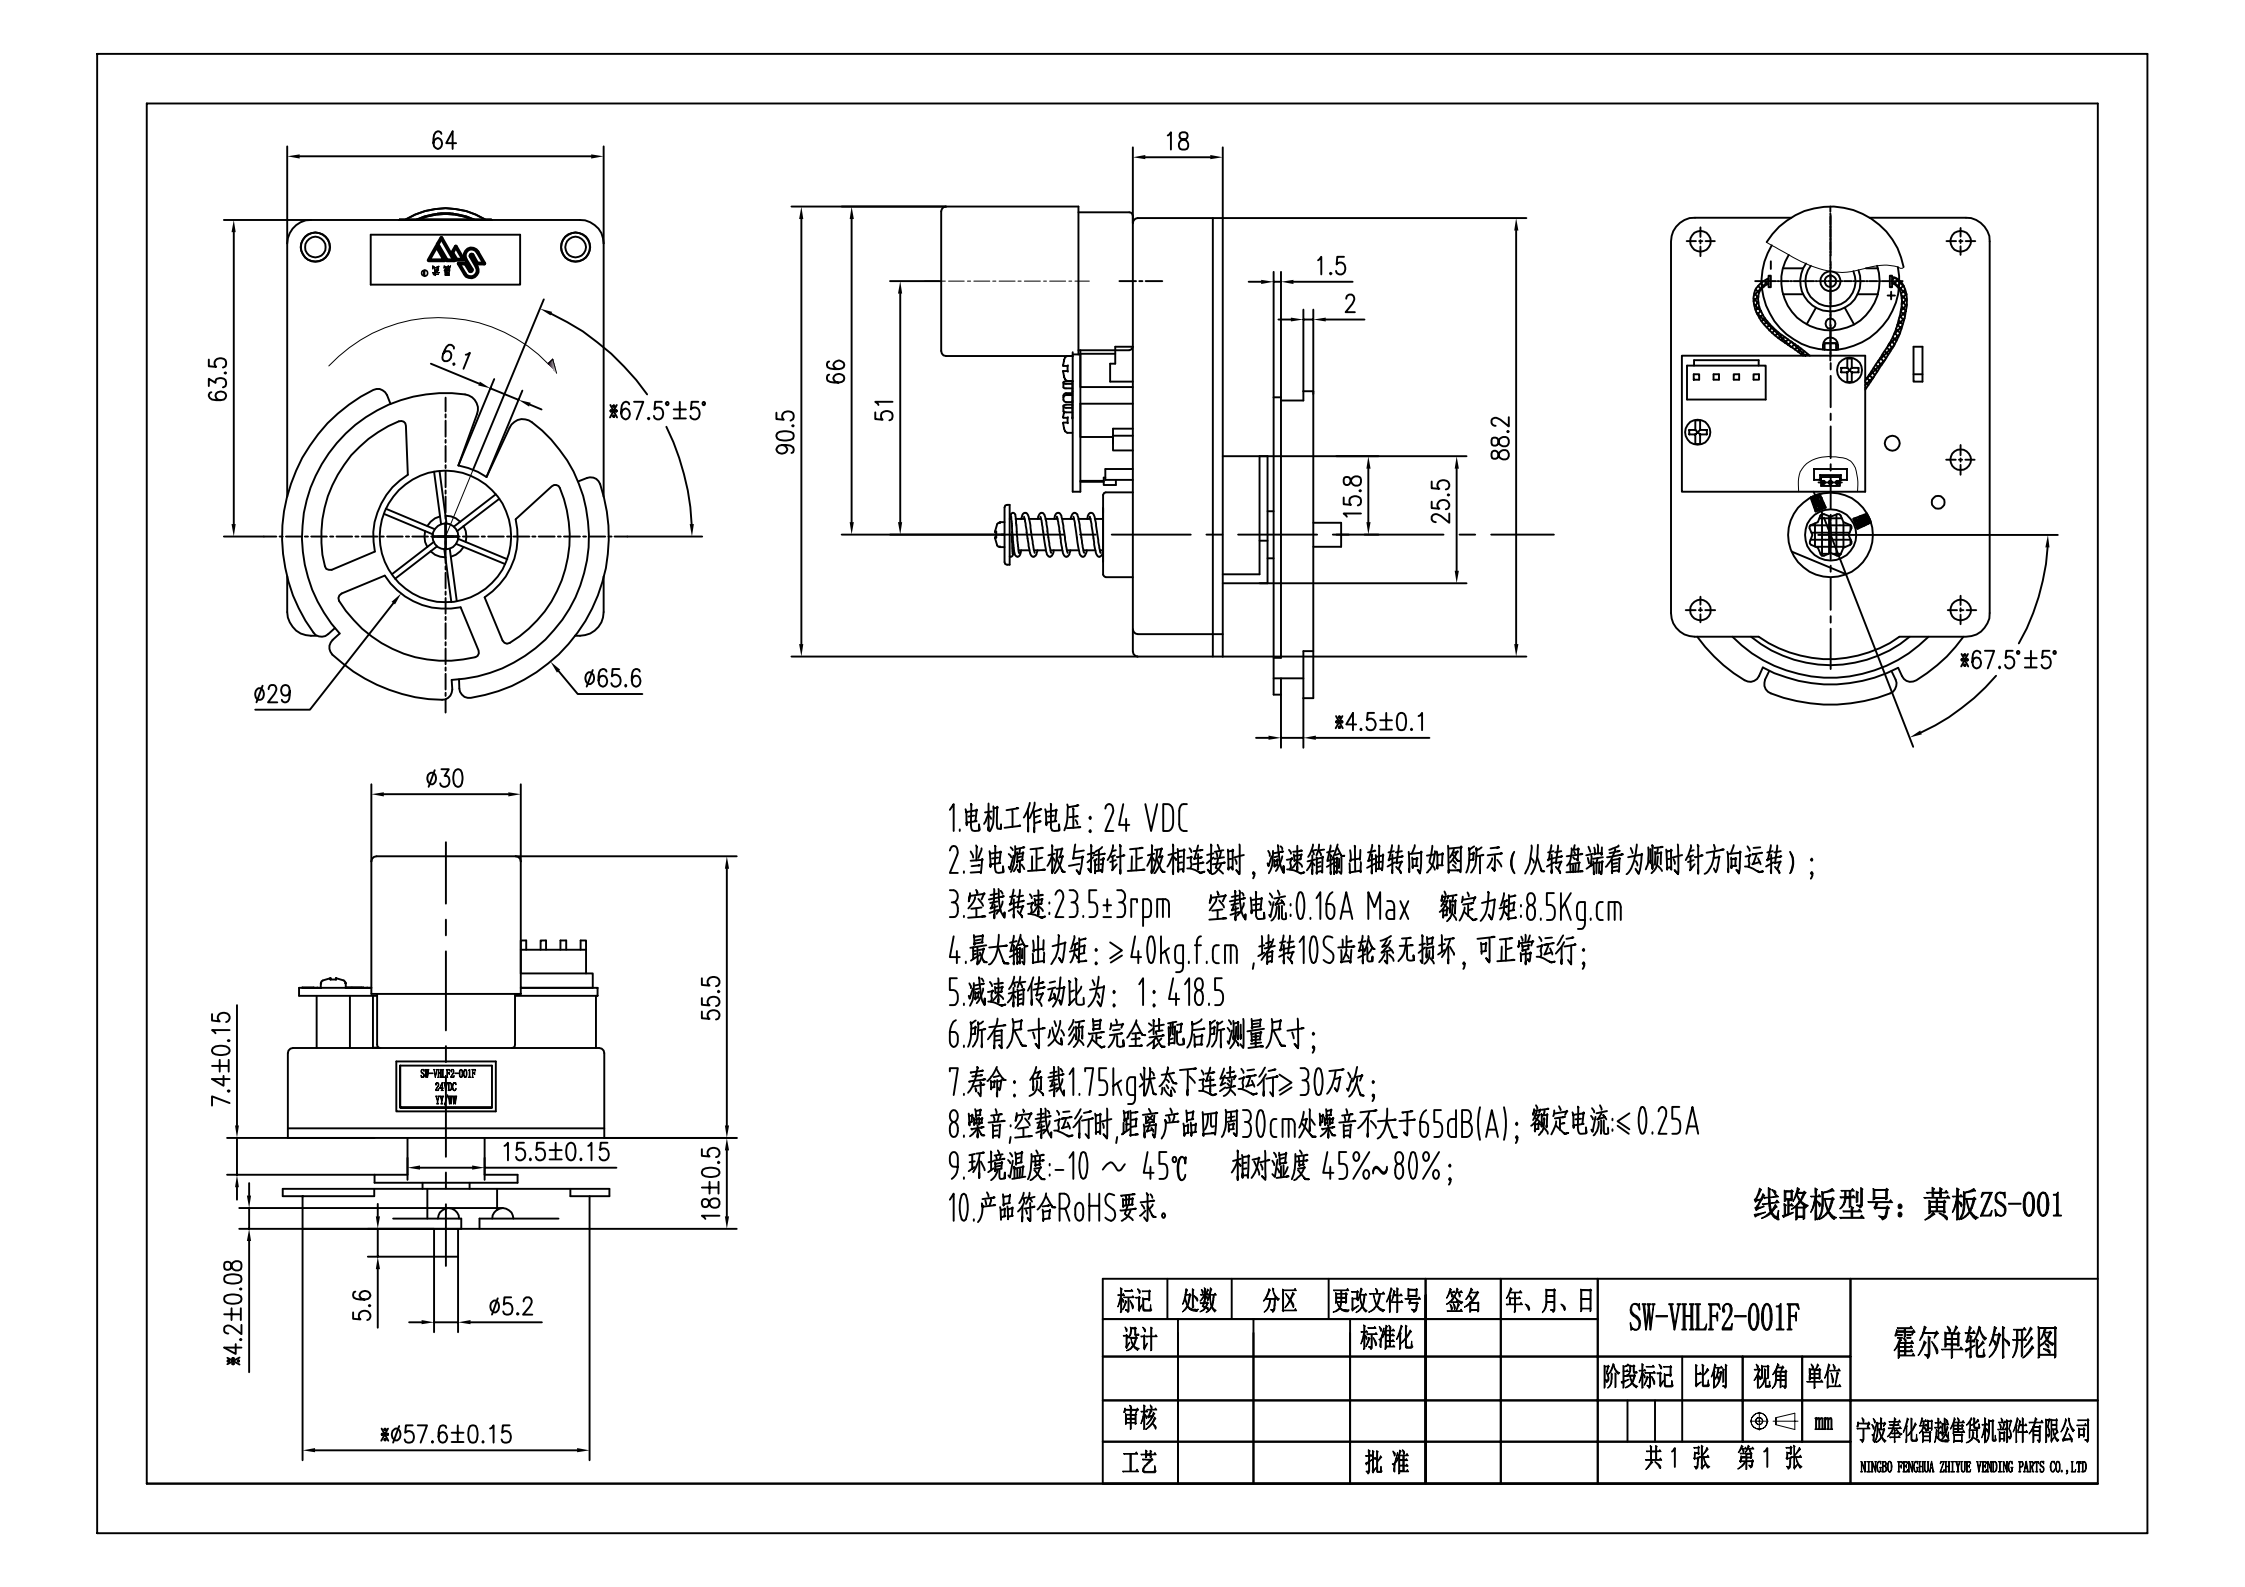 64
63.5
6.1
※67.5°±5°
ø29
ø65.6
18
90.5
66
51
1.5
2
88.2
15.8
25.5
※4.5±0.1
-
+
※67.5°±5°
ø30
55.5
7.4±0.15
SW-VHLF2-001F
24VDC
YY/WW
15.5±0.15
18±0.5
※4.2±0.08
5.6
ø5.2
※ø57.6±0.15
1.电机工作电压: 24 VDC
2.当电源正极与插针正极相连接时, 减速箱输出轴转向如图所示(从转盘端看为顺时针方向运转);
3.空载转速:23.5±3rpm 空载电流:0.16A Max 额定力矩:8.5Kg.cm
4.最大输出力矩: ≥40kg.f.cm ,堵转10S齿轮系无损坏, 可正常运行;
5.减速箱传动比为: 1: 418.5
6.所有尺寸必须是完全装配后所测量尺寸;
7.寿命: 负载1.75kg状态下连续运行≥30万次;
8.噪音;空载运行时,距离产品四周30cm处噪音不大于65dB(A); 额定电流:≤0.25A
9.环境温度:-10 ～ 45℃ 相对湿度 45%~80%;
10.产品符合RoHS要求。
线路板型号: 黄板ZS-001
标记 处数 分区 更改文件号 签名 年、月、日
设计 标准化
审核
工艺 批 准
SW-VHLF2-001F
阶段标记 比例 视角 单位
mm
共1 张 第1 张
霍尔单轮外形图
宁波奉化智越售货机部件有限公司
NINGBO FENGHUA ZHIYUE VENDING PARTS CO.,LTD